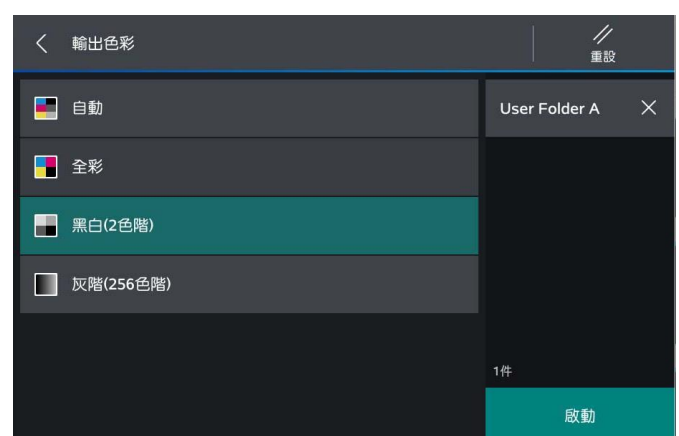 輸出色彩
重設
自動
全彩
黑白(2色階)
灰階(256色階)
User Folder A
1件
啟動